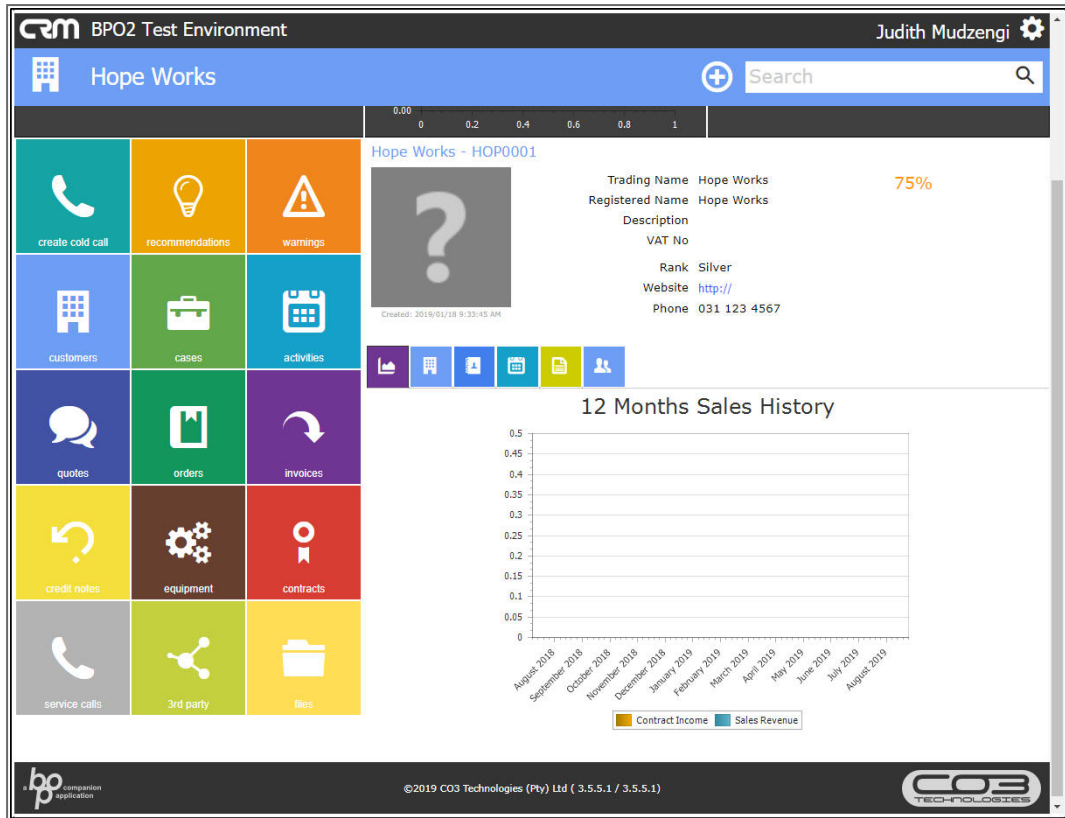 CRM BPO2 Test Environment
Judith Mudzengi
Hope Works
Search
0.00
0 0.2 0.4 0.6 0.8 1
Hope Works - HOP0001
create cold call
recommendations
warnings
Trading Name Hope Works
75%
Registered Name Hope Works
Description
VAT No
Rank Silver
Website http://
Phone 031 123 4567
?
Created: 2019/01/18 9:33:45 AM
customers
cases
activities
12 Months Sales History
0.5
0.45
0.4
0.35
0.3
0.25
0.2
0.15
0.1
0.05
0
August 2018
September 2018
October 2018
November 2018
December 2018
January 2019
February 2019
March 2019
April 2019
May 2019
June 2019
July 2019
August 2019
Contract Income Sales Revenue
quotes
orders
invoices
credit notes
equipment
contracts
service calls
3rd party
files
a bpo companion application
©2019 CO3 Technologies (Pty) Ltd ( 3.5.5.1 / 3.5.5.1)
CO3
TECHNOLOGIES